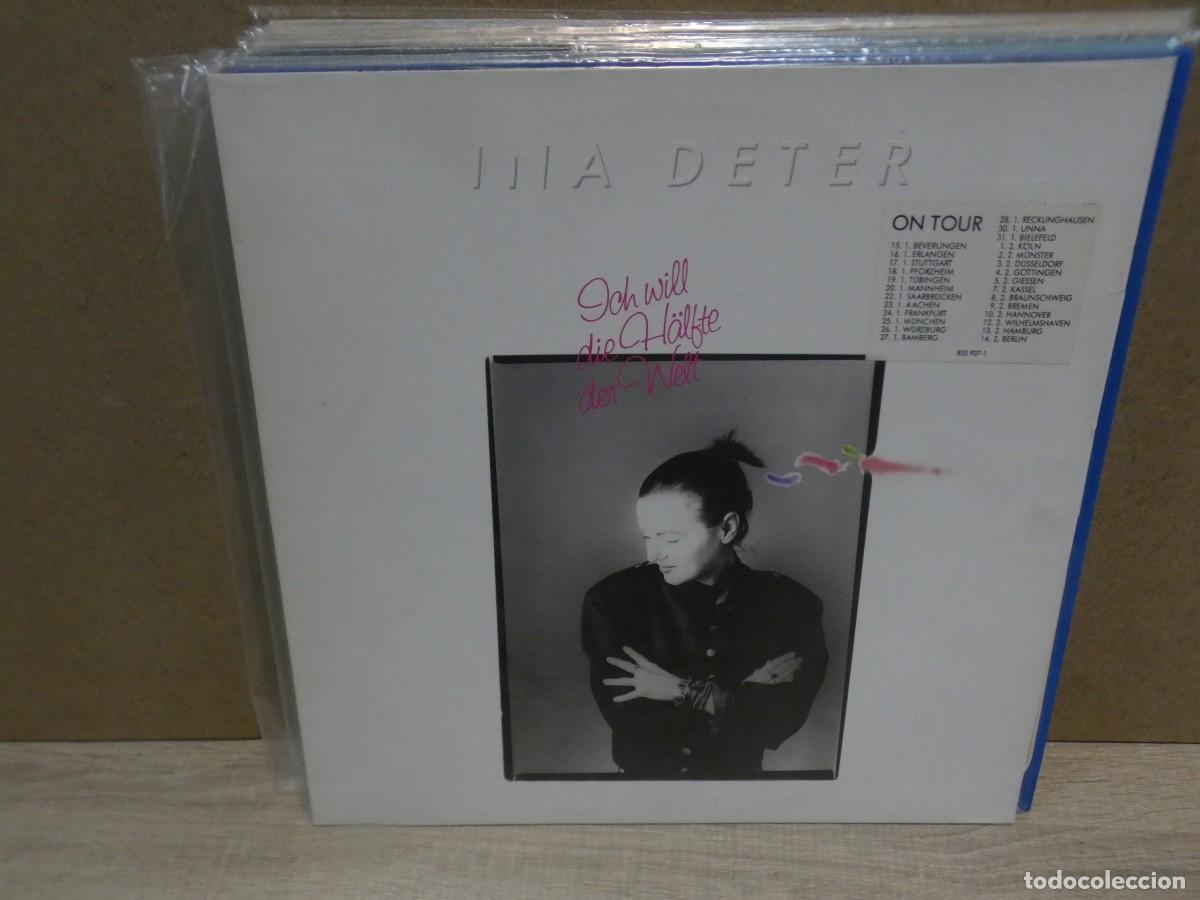 INA DETER
Ich will
die Hälfte
der Welt
ON TOUR
15. 1. BEVERUNGEN
16. 1. ERLANGEN
17. 1. STUTTGART
18. 1. PFORZHEIM
19. 1. TÜBINGEN
20. 1. MANNHEIM
22. 1. SAARBRÜCKEN
23. 1. AACHEN
24. 1. FRANKFURT
25. 1. MÜNCHEN
26. 1. WÜRZBURG
27. 1. BAMBERG
28. 1. RECKLINGHAUSEN
30. 1. UNNA
31. 1. BIELEFELD
1. 2. KÖLN
2. 2. MÜNSTER
3. 2. DÜSSELDORF
4. 2. GÖTTINGEN
5. 2. GIESSEN
7. 2. KASSEL
8. 2. BRAUNSCHWEIG
9. 2. BREMEN
10. 2. HANNOVER
12. 2. WILHELMSHAVEN
13. 2. HAMBURG
14. 2. BERLIN
832 927-1
todocoleccion